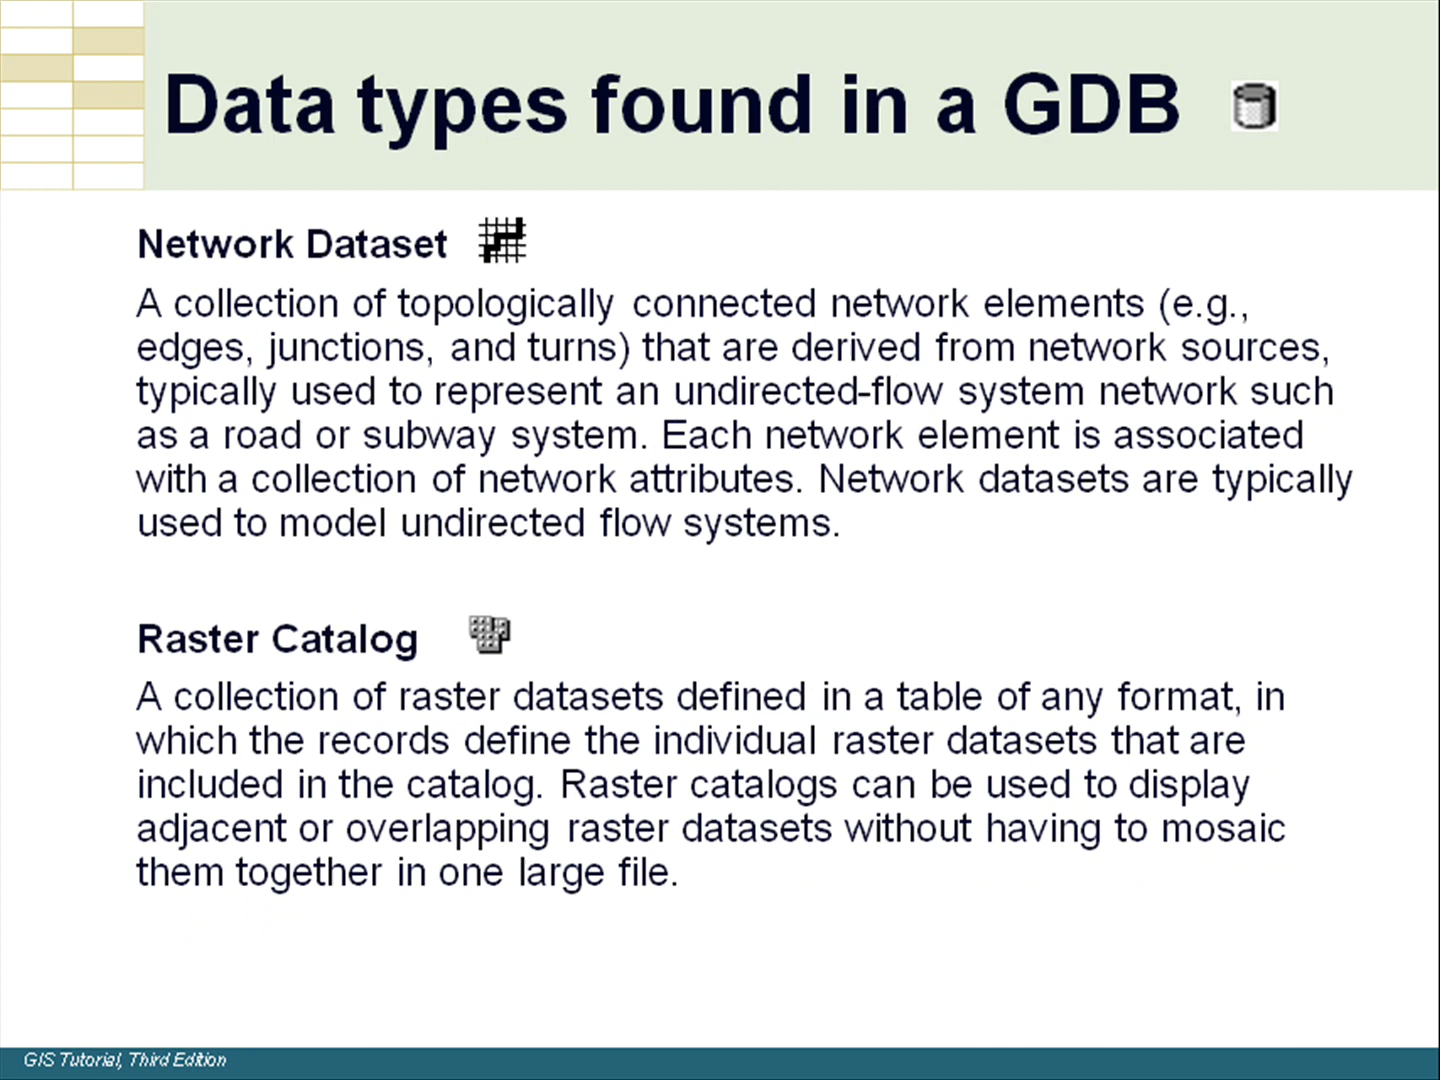 Data types found in a GDB
Network Dataset
A collection of topologically connected network elements (e.g.,
edges, junctions, and turns) that are derived from network sources,
typically used to represent an undirected-flow system network such
as a road or subway system. Each network element is associated
with a collection of network attributes. Network datasets are typically
used to model undirected flow systems.
Raster Catalog
A collection of raster datasets defined in a table of any format, in
which the records define the individual raster datasets that are
included in the catalog. Raster catalogs can be used to display
adjacent or overlapping raster datasets without having to mosaic
them together in one large file.
GIS Tutorial, Third Edition